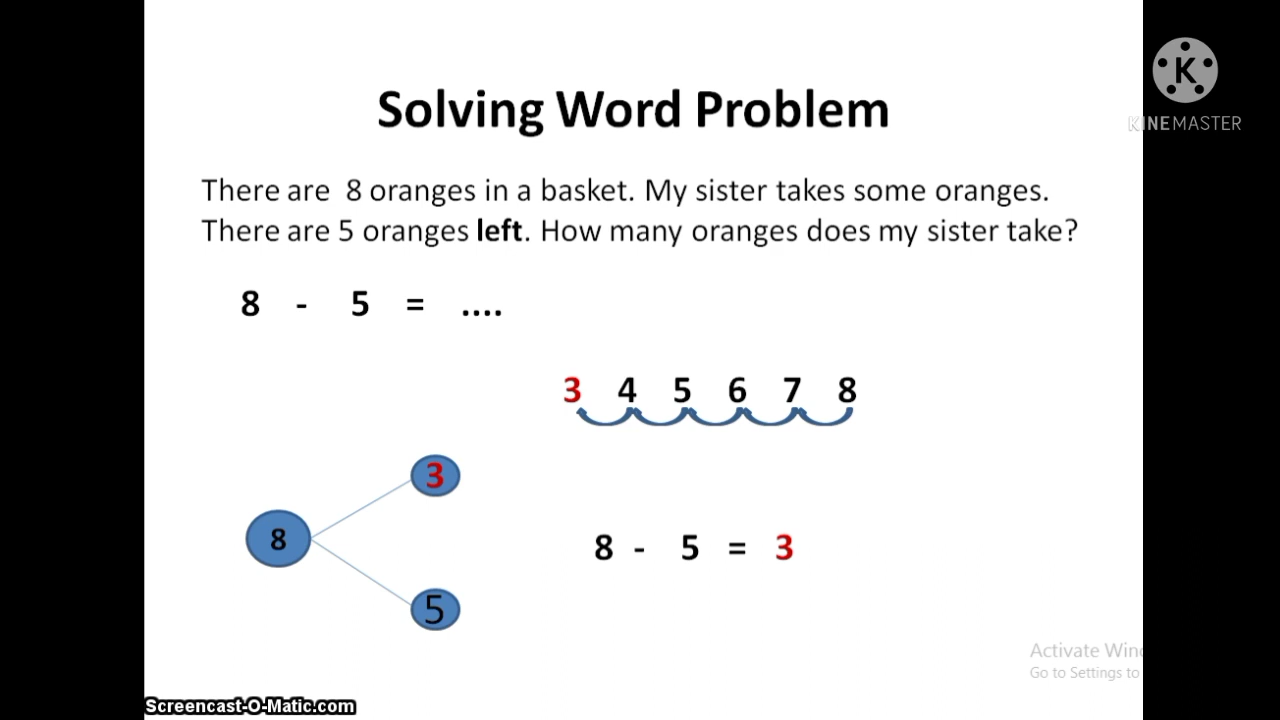 Solving Word Problem
K
KINEMASTER
There are 8 oranges in a basket. My sister takes some oranges.
There are 5 oranges left. How many oranges does my sister take?
8 - 5 = ....
3 4 5 6 7 8
3
8
5
8 - 5 = 3
Activate Win
Go to Settings to
Screencast-O-Matic.com